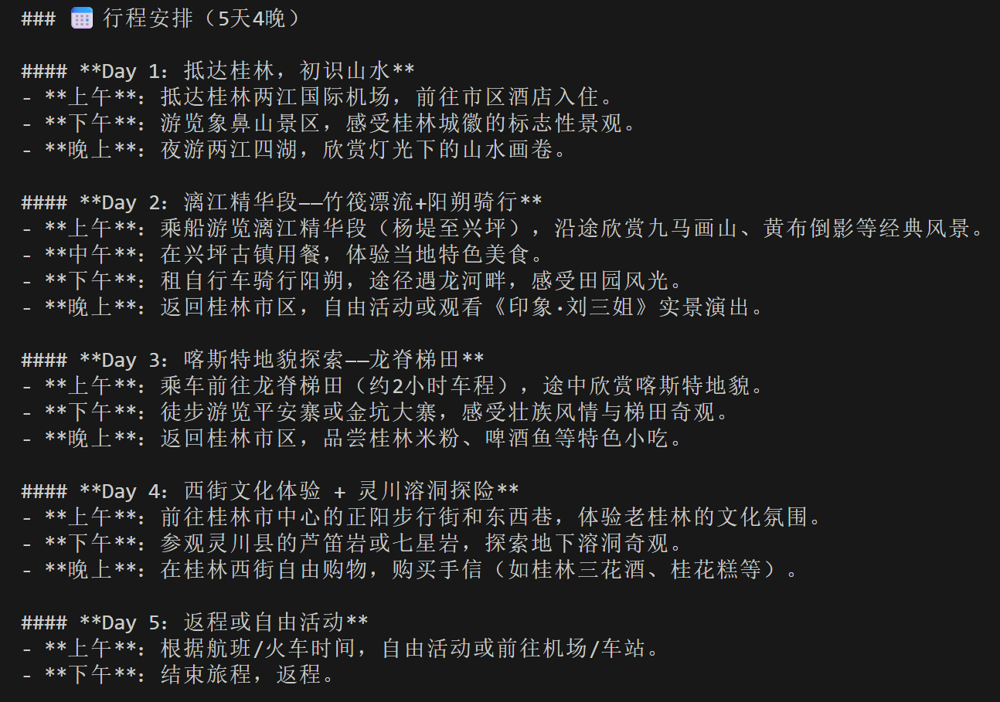 ### 📅 行程安排（5天4晚）
#### **Day 1：抵达桂林，初识山水**
- **上午**：抵达桂林两江国际机场，前往市区酒店入住。
- **下午**：游览象鼻山景区，感受桂林城徽的标志性景观。
- **晚上**：夜游两江四湖，欣赏灯光下的山水画卷。
#### **Day 2：漓江精华段——竹筏漂流+阳朔骑行**
- **上午**：乘船游览漓江精华段（杨堤至兴坪），沿途欣赏九马画山、黄布倒影等经典风景。
- **中午**：在兴坪古镇用餐，体验当地特色美食。
- **下午**：租自行车骑行阳朔，途径遇龙河畔，感受田园风光。
- **晚上**：返回桂林市区，自由活动或观看《印象·刘三姐》实景演出。
#### **Day 3：喀斯特地貌探索——龙脊梯田**
- **上午**：乘车前往龙脊梯田（约2小时车程），途中欣赏喀斯特地貌。
- **下午**：徒步游览平安寨或金坑大寨，感受壮族风情与梯田奇观。
- **晚上**：返回桂林市区，品尝桂林米粉、啤酒鱼等特色小吃。
#### **Day 4：西街文化体验 + 灵川溶洞探险**
- **上午**：前往桂林市中心的正阳步行街和东西巷，体验老桂林的文化氛围。
- **下午**：参观灵川县的芦笛岩或七星岩，探索地下溶洞奇观。
- **晚上**：在桂林西街自由购物，购买手信（如桂林三花酒、桂花糕等）。
#### **Day 5：返程或自由活动**
- **上午**：根据航班/火车时间，自由活动或前往机场/车站。
- **下午**：结束旅程，返程。